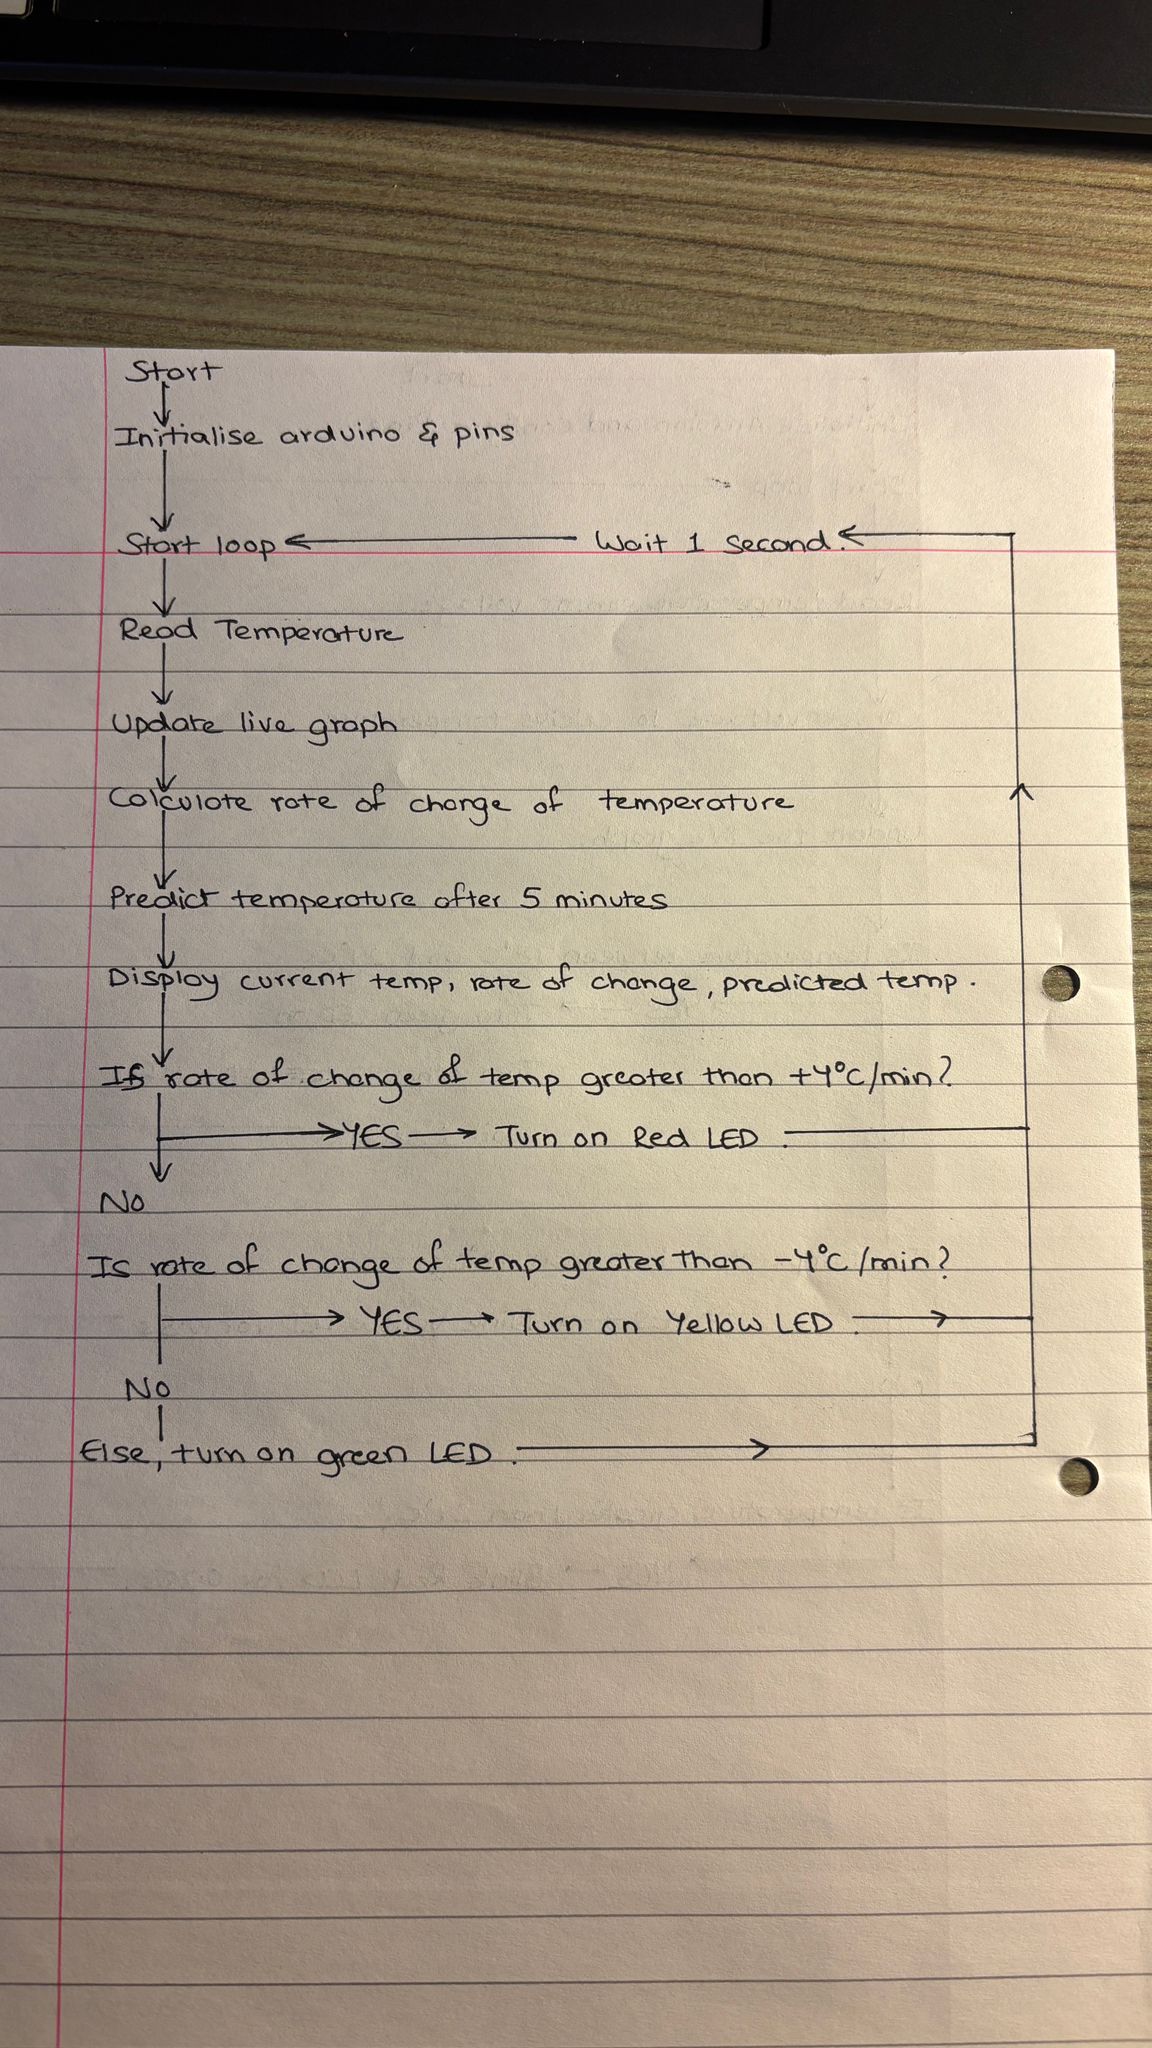 Start
Initialise arduino & pins
Start loop
Wait 1 second.
Read Temperature
Update live graph
Calculate rate of change of temperature
Predict temperature after 5 minutes
Display current temp, rate of change, predicted temp.
If rate of change of temp greater than +4°C/min?
YES Turn on Red LED.
No
Is rate of change of temp greater than -4°C/min?
YES Turn on Yellow LED.
No
Else, turn on green LED.